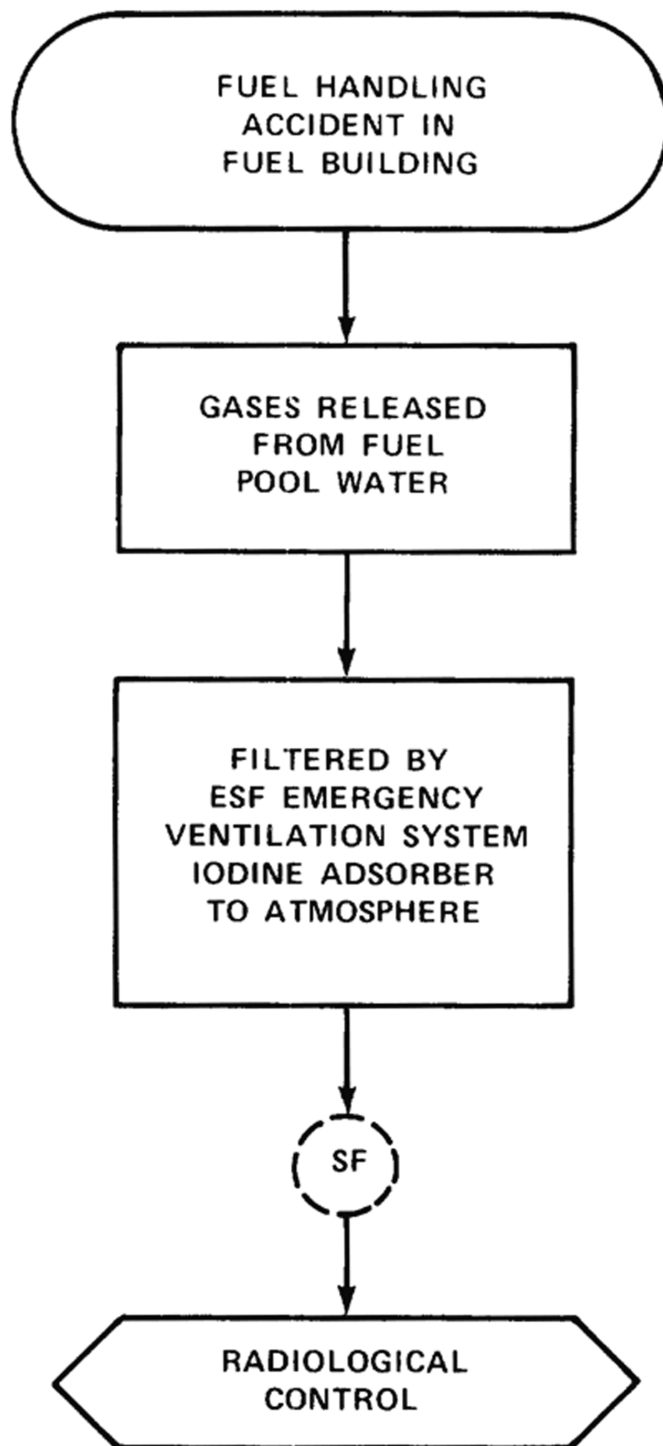 FUEL HANDLING
ACCIDENT IN
FUEL BUILDING
GASES RELEASED
FROM FUEL
POOL WATER
FILTERED BY
ESF EMERGENCY
VENTILATION SYSTEM
IODINE ADSORBER
TO ATMOSPHERE
SF
RADIOLOGICAL
CONTROL